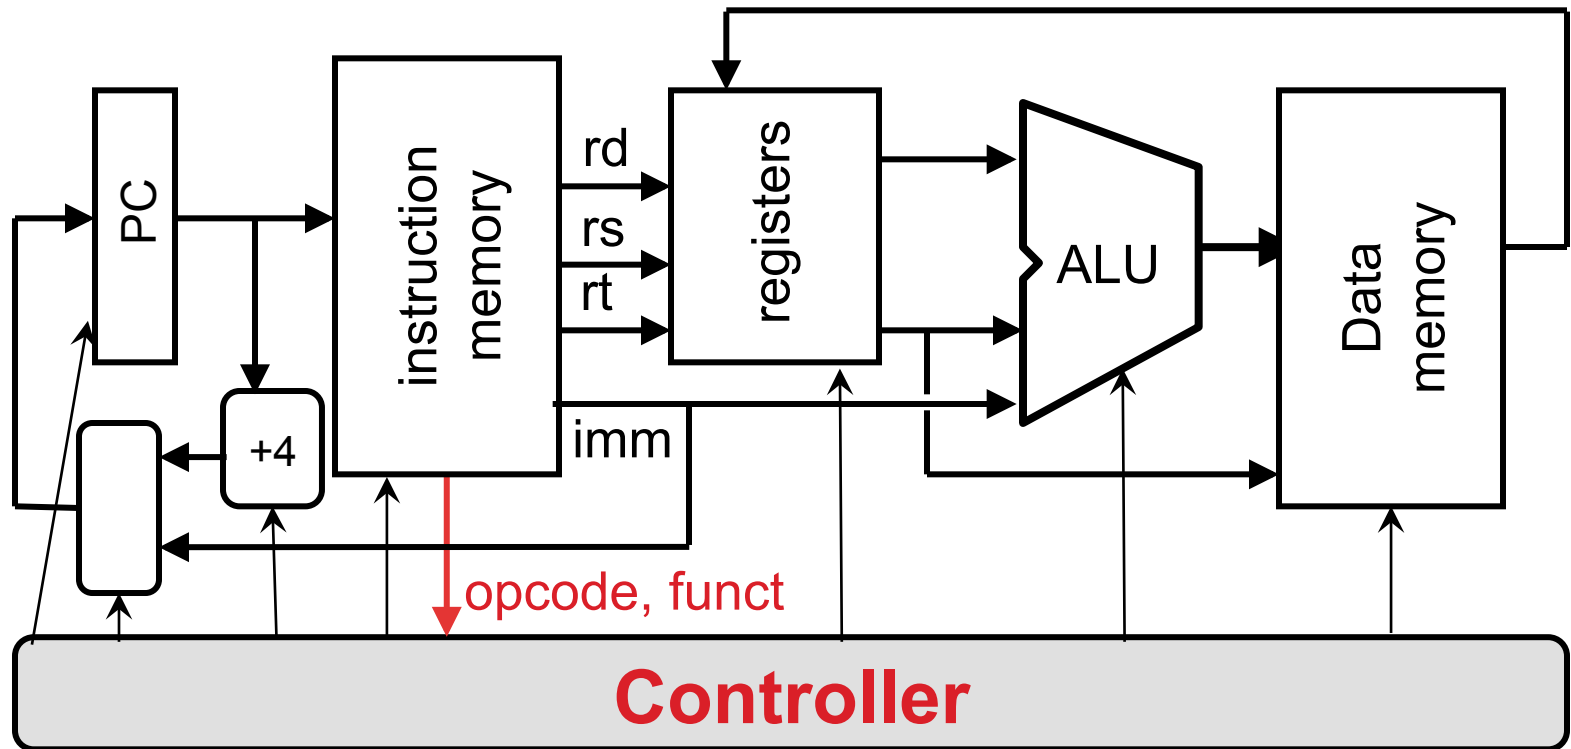 PC
instruction
memory
rd
rs
rt
imm
registers
ALU
Data
memory
+4
opcode, funct
Controller